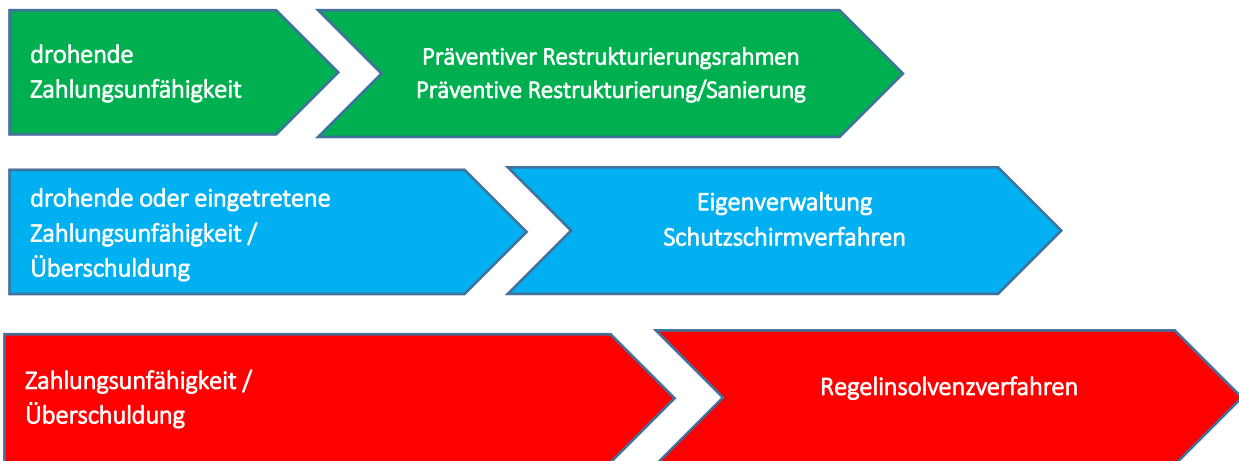 drohende
Zahlungsunfähigkeit
Präventiver Restrukturierungsrahmen
Präventive Restrukturierung/Sanierung
drohende oder eingetretene
Zahlungsunfähigkeit /
Überschuldung
Eigenverwaltung
Schutzschirmverfahren
Zahlungsunfähigkeit /
Überschuldung
Regelinsolvenzverfahren